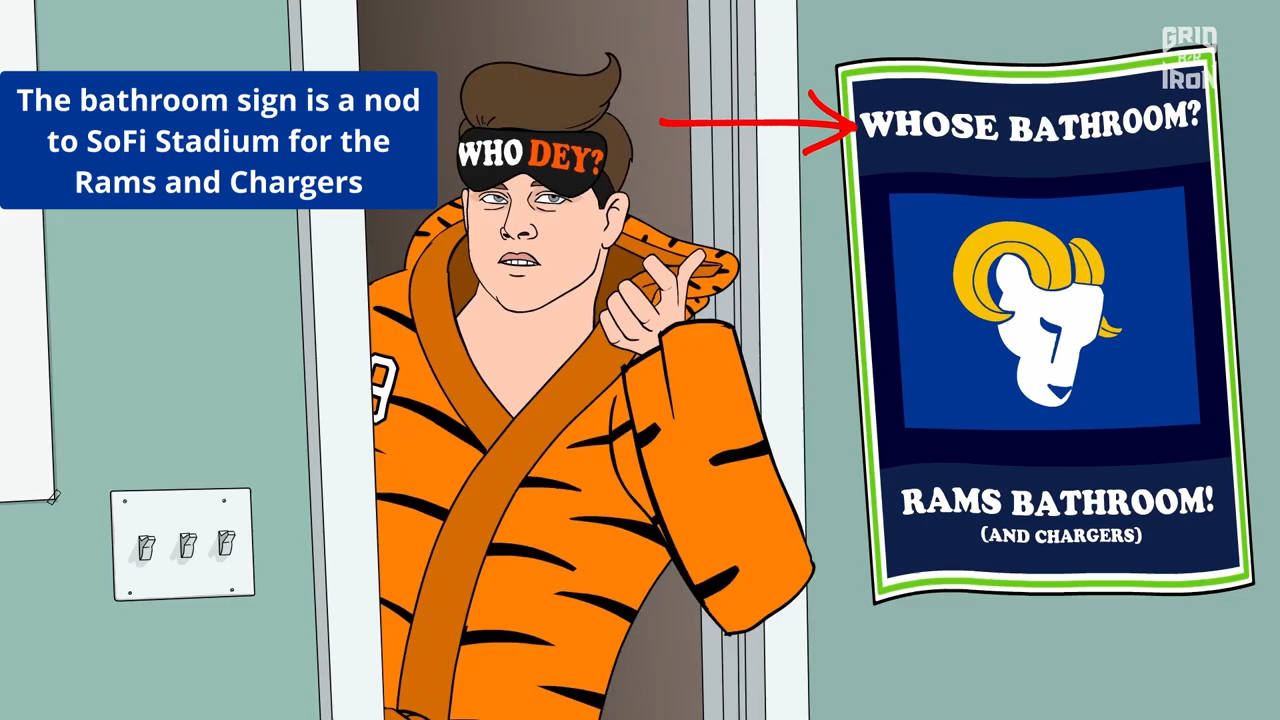 The bathroom sign is a nod
to SoFi Stadium for the
Rams and Chargers
WHO DEY?
WHOSE BATHROOM?
RAMS BATHROOM!
(AND CHARGERS)
GRID
IRON
9